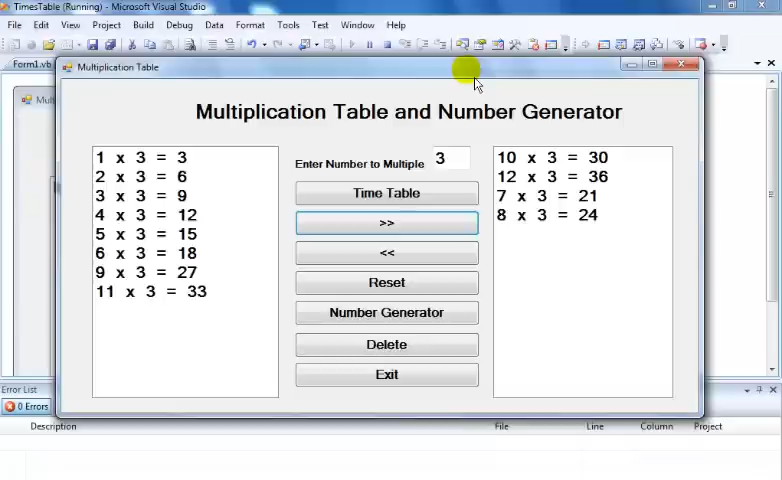 TimesTable (Running) - Microsoft Visual Studio
File Edit View Project Build Debug Data Format Tools Test Window Help
Form1.vb
Multiplication Table
Multiplication Table and Number Generator
1 x 3 = 3
2 x 3 = 6
3 x 3 = 9
4 x 3 = 12
5 x 3 = 15
6 x 3 = 18
9 x 3 = 27
11 x 3 = 33
Enter Number to Multiple 3
Time Table
>>
<<
Reset
Number Generator
Delete
Exit
10 x 3 = 30
12 x 3 = 36
7 x 3 = 21
8 x 3 = 24
Error List
0 Errors
Description File Line Column Project